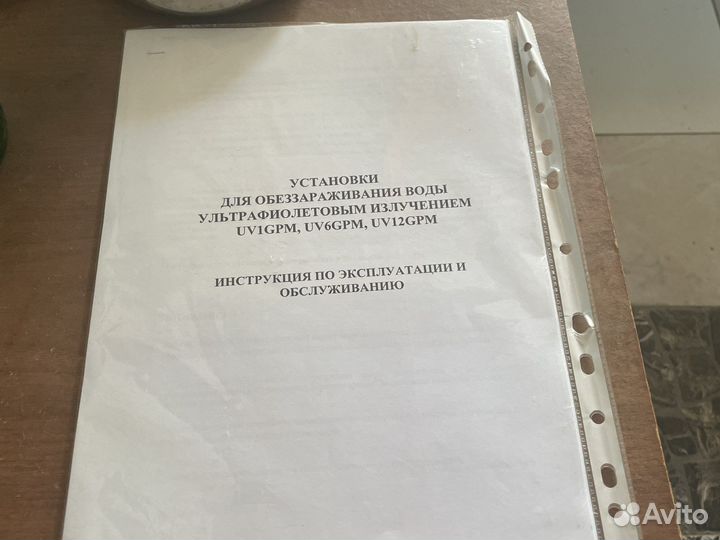 УСТАНОВКИ
ДЛЯ ОБЕЗЗАРАЖИВАНИЯ ВОДЫ
УЛЬТРАФИОЛЕТОВЫМ ИЗЛУЧЕНИЕМ
UV1GPM, UV6GPM, UV12GPM
ИНСТРУКЦИЯ ПО ЭКСПЛУАТАЦИИ И
ОБСЛУЖИВАНИЮ
Avito